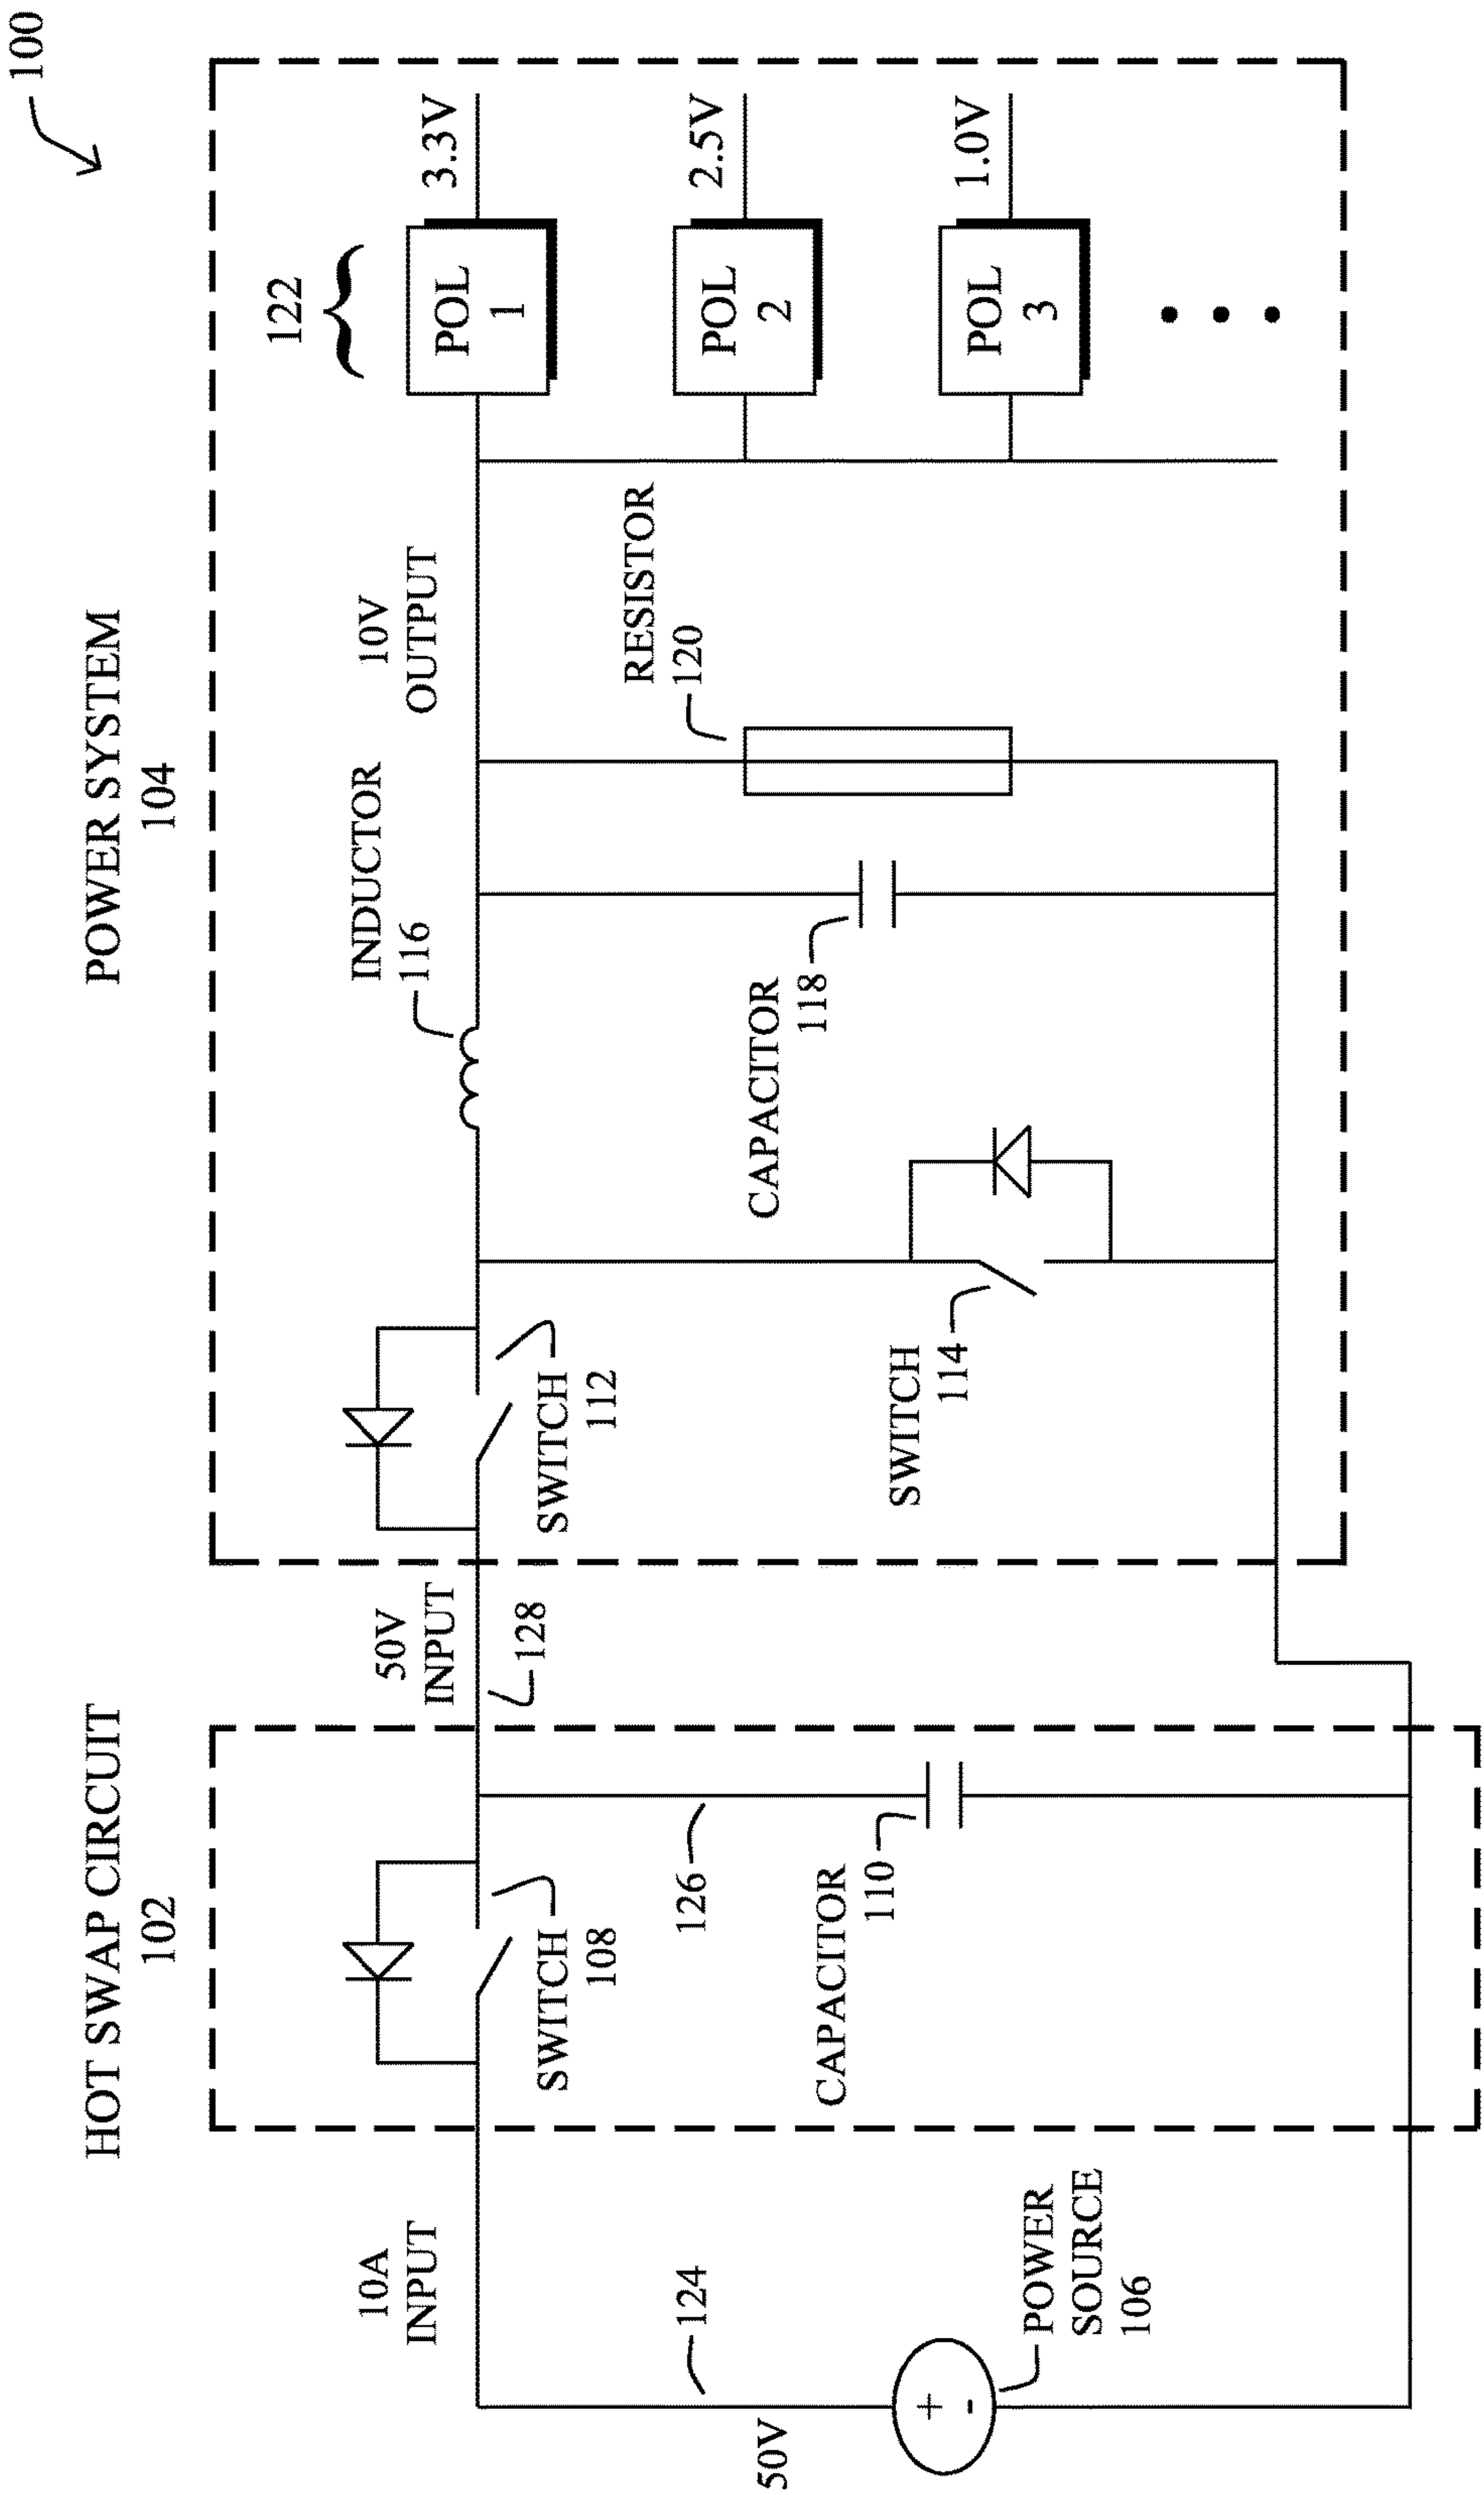 100
HOT SWAP CIRCUIT
102
POWER SYSTEM
104
10A
INPUT
50V
INPUT
128
INDUCTOR
116
10V
OUTPUT
122
POL
1
3.3V
POL
2
2.5V
POL
3
1.0V
SWITCH
108
SWITCH
112
RESISTOR
120
124
126
50V
CAPACITOR
110
CAPACITOR
118
SWITCH
114
+
-
POWER
SOURCE
106